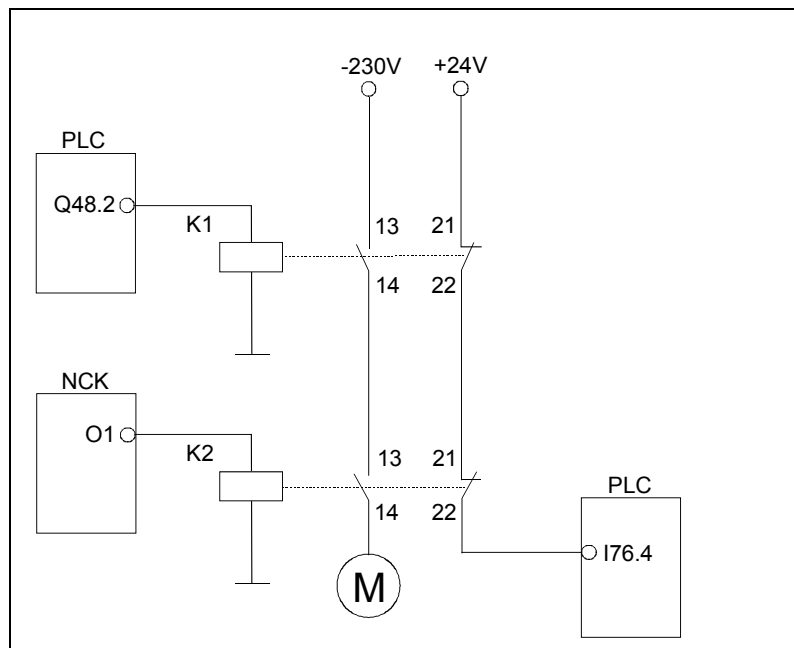 -230V +24V
PLC
Q48.2
K1
13 21
14 22
NCK
O1
K2
13 21
14 22
PLC
I76.4
M